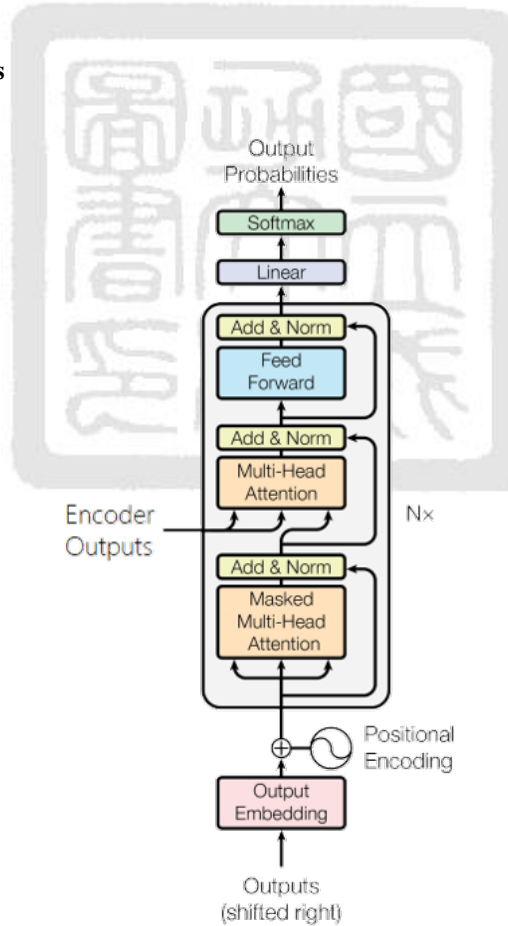 s
Output
Probabilities
Softmax
Linear
Add & Norm
Feed
Forward
Add & Norm
Multi-Head
Attention
Encoder
Outputs
N×
Add & Norm
Masked
Multi-Head
Attention
Positional
Encoding
Output
Embedding
Outputs
(shifted right)